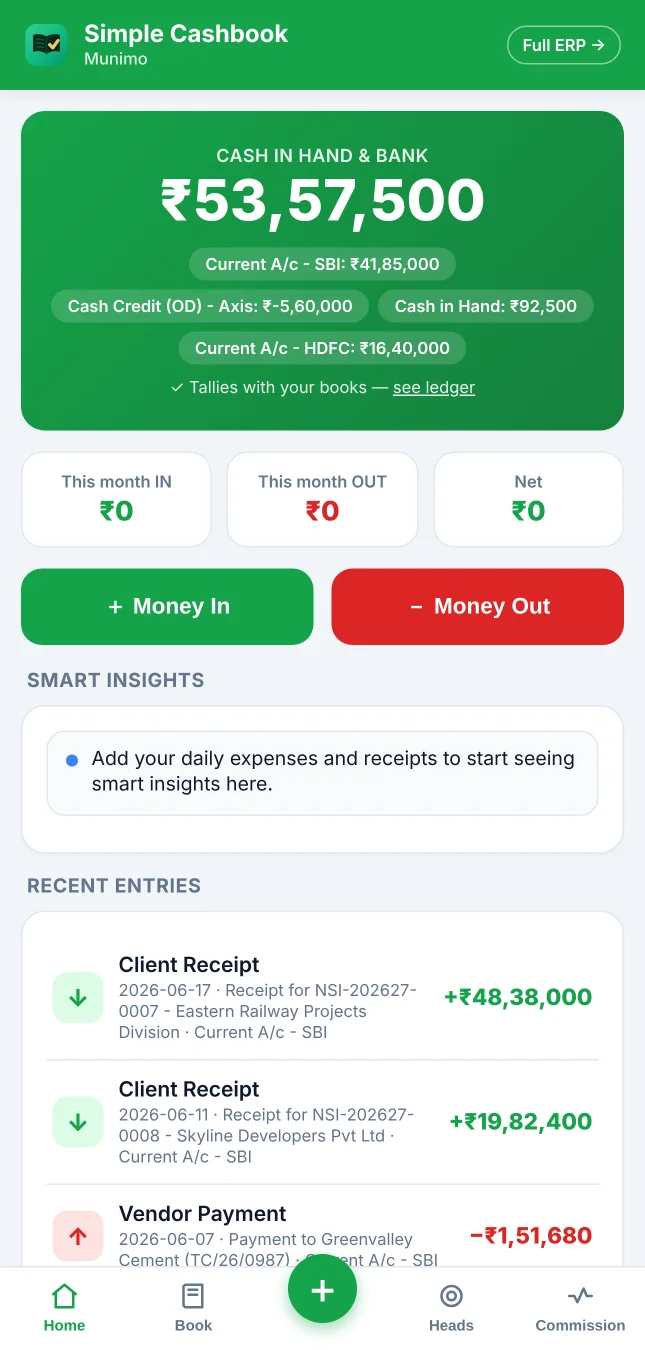 Simple Cashbook
Munimo
Full ERP →
CASH IN HAND & BANK
₹53,57,500
Current A/c - SBI: ₹41,85,000
Cash Credit (OD) - Axis: ₹-5,60,000
Cash in Hand: ₹92,500
Current A/c - HDFC: ₹16,40,000
✓ Tallies with your books — see ledger
This month IN
₹0
This month OUT
₹0
Net
₹0
+ Money In
− Money Out
SMART INSIGHTS
Add your daily expenses and receipts to start seeing
smart insights here.
RECENT ENTRIES
Client Receipt
2026-06-17 · Receipt for NSI-202627-
0007 - Eastern Railway Projects
Division · Current A/c - SBI
+₹48,38,000
Client Receipt
2026-06-11 · Receipt for NSI-202627-
0008 - Skyline Developers Pvt Ltd ·
Current A/c - SBI
+₹19,82,400
Vendor Payment
2026-06-07 · Payment to Greenvalley
Cement (TC/26/0987) · A/c - SBI
−₹1,51,680
+
Home
Book
Heads
Commission